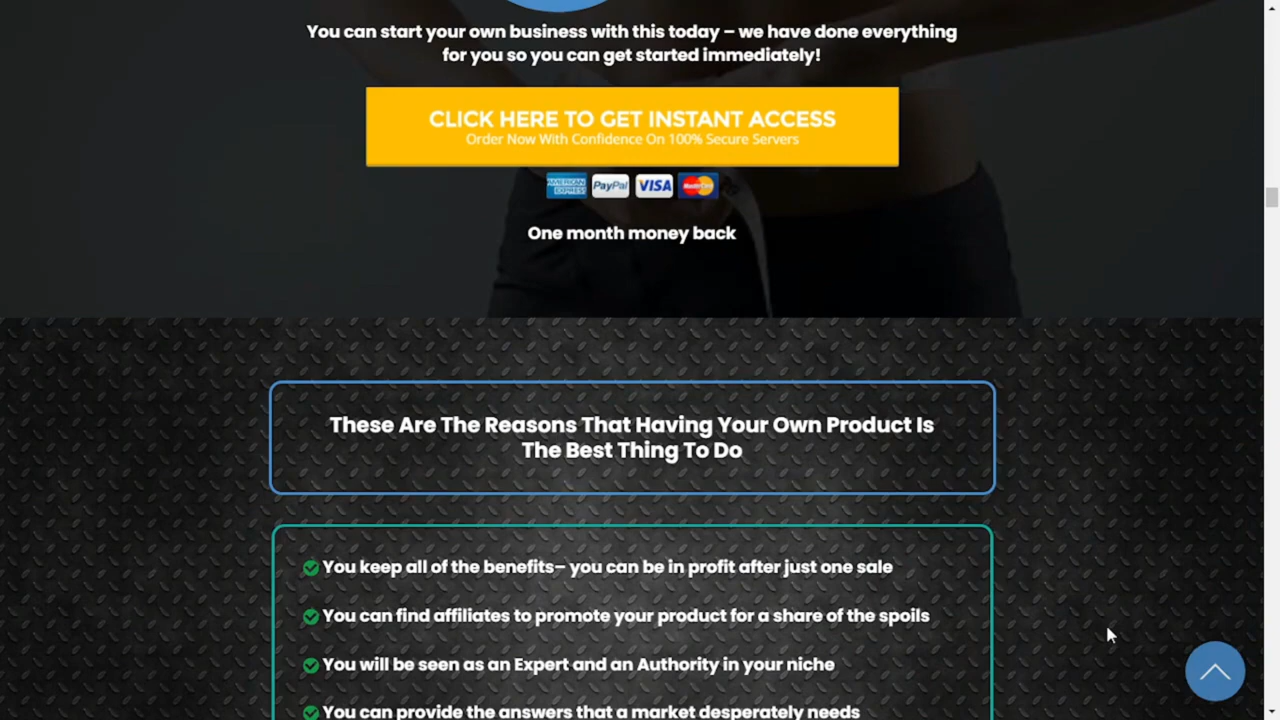 You can start your own business with this today – we have done everything
for you so you can get started immediately!
CLICK HERE TO GET INSTANT ACCESS
Order Now With Confidence On 100% Secure Servers
AMERICAN EXPRESS PayPal VISA MasterCard
One month money back
These Are The Reasons That Having Your Own Product Is
The Best Thing To Do
You keep all of the benefits– you can be in profit after just one sale
You can find affiliates to promote your product for a share of the spoils
You will be seen as an Expert and an Authority in your niche
You can provide the answers that a market desperately needs